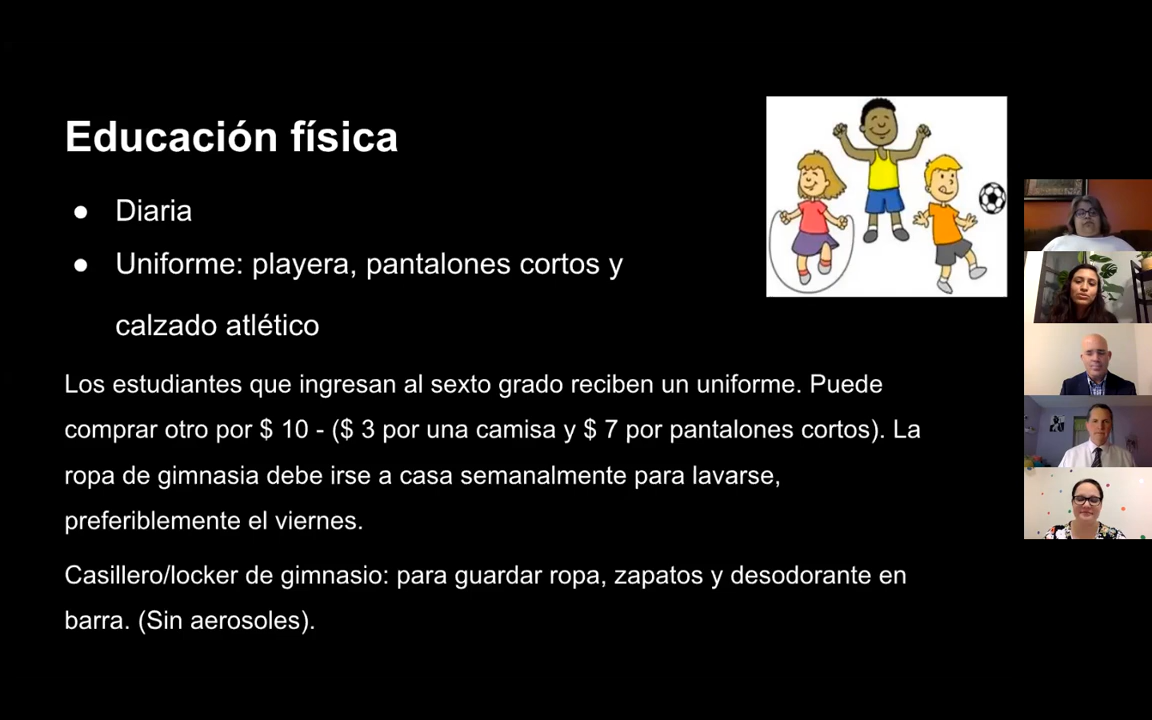 Educación física
● Diaria
● Uniforme: playera, pantalones cortos y
calzado atlético
Los estudiantes que ingresan al sexto grado reciben un uniforme. Puede
comprar otro por $ 10 - ($ 3 por una camisa y $ 7 por pantalones cortos). La
ropa de gimnasia debe irse a casa semanalmente para lavarse,
preferiblemente el viernes.
Casillero/locker de gimnasio: para guardar ropa, zapatos y desodorante en
barra. (Sin aerosoles).